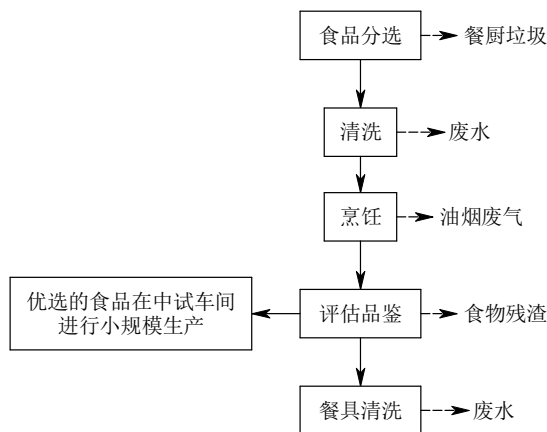 食品分选
餐厨垃圾
清洗
废水
烹饪
油烟废气
优选的食品在中试车间
进行小规模生产
评估品鉴
食物残渣
餐具清洗
废水